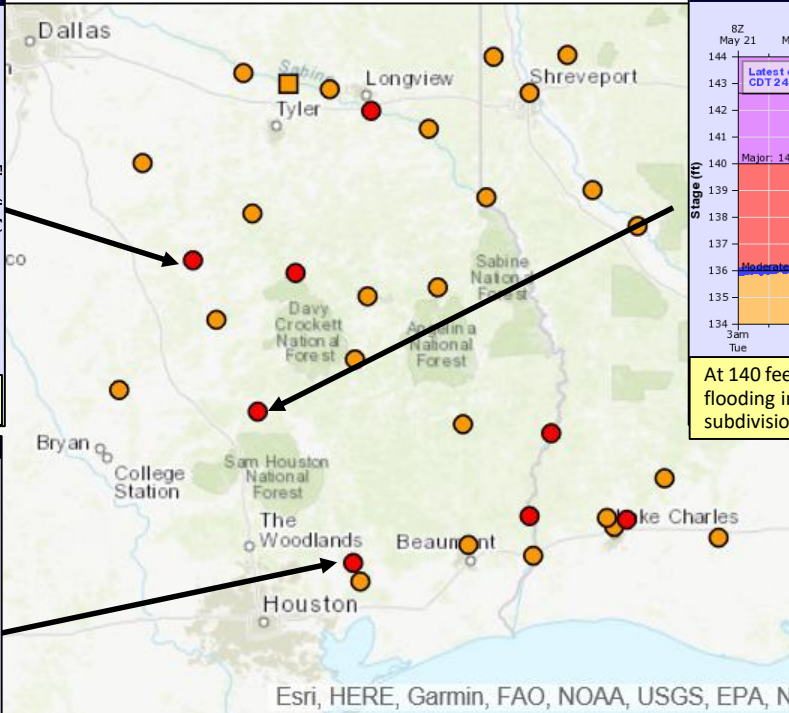 Dallas
Sabine
Longview
Shreveport
Tyler
co
Sabine
National
Forest
Davy
Crockett
National
Forest
Angelina
National
Forest
Bryan
College
Station
Sam Houston
National
Forest
The
Woodlands
Beaumont
Lake Charles
Houston
Esri, HERE, Garmin, FAO, NOAA, USGS, EPA, N
8Z
May 21
M
Latest
CDT 24
Stage (ft)
144
143
142
141
140
139
138
137
136
135
134
Major: 14
Moderate
3am
Tue
At 140 fee
flooding in
subdivision